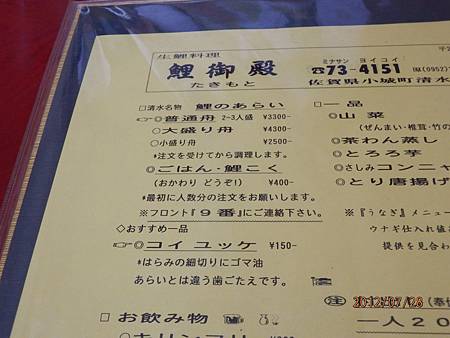 生鯉料理
鯉御殿
たきもと
ミナサン ヨイコイ
☎73-4151
(0952)
佐賀県小城町清水
□清水名物 鯉のあらい
☞◎普通舟 2~3人盛 ¥3300-
○大盛り舟 ¥4300-
○小盛り舟 ¥2500-
*注文を受けてから調理します。
◎ごはん・鯉こく
(おかわり どうぞ!) ¥400-
*最初に人数分の注文をお願いします。
※フロント『9番』にご連絡下さい。
◇おすすめ一品
☞◎コイ ユッケ ¥150-
*はらみの細切りにゴマ油
あらいとは違う歯ごたえです。
□お飲み物
□一品
◎山菜
(ぜんまい・椎茸・竹の
◎茶わん蒸し
◎とろろ芋
◎さしみコンニャ
◎とり唐揚げ
※『うなぎ』メニュー
ウナギ仕入れ値
提供を見合わ
注
一人20
2012/07/28